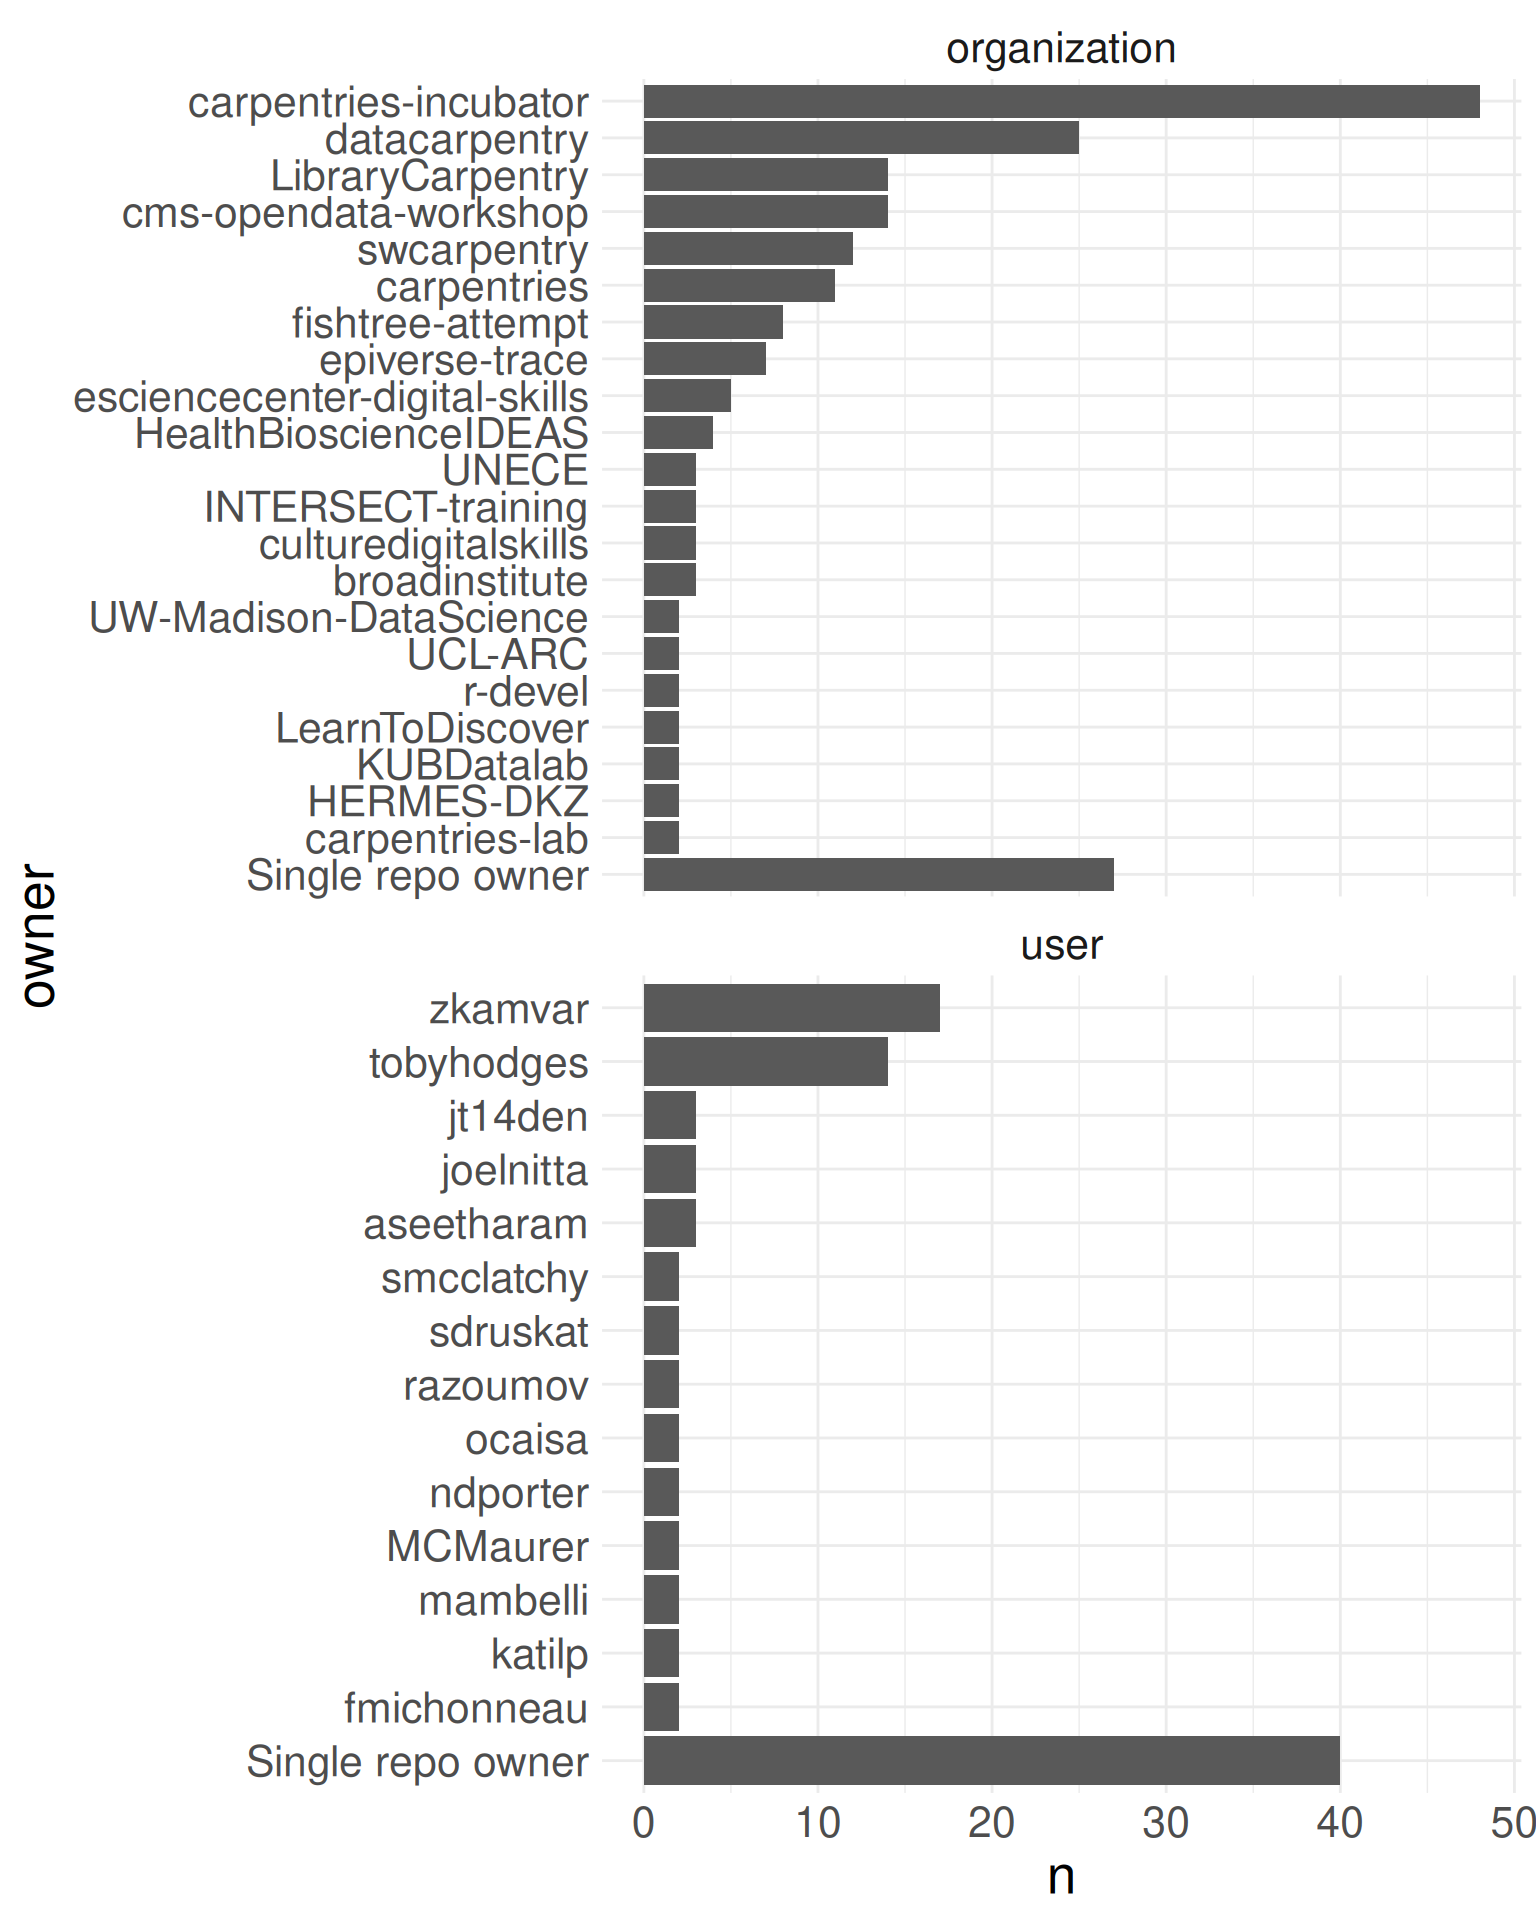 organization
carpentries-incubator
datacarpentry
LibraryCarpentry
cms-opendata-workshop
swcarpentry
carpentries
fishtree-attempt
epiverse-trace
esciencecenter-digital-skills
HealthBioscienceIDEAS
UNECE
INTERSECT-training
culturedigitalskills
broadinstitute
UW-Madison-DataScience
UCL-ARC
r-devel
LearnToDiscover
KUBDatalab
HERMES-DKZ
carpentries-lab
Single repo owner
owner
user
zkamvar
tobyhodges
jt14den
joelnitta
aseetharam
smcclatchy
sdruskat
razoumov
ocaisa
ndporter
MCMaurer
mambelli
katilp
fmichonneau
Single repo owner
0 10 20 30 40 50
n